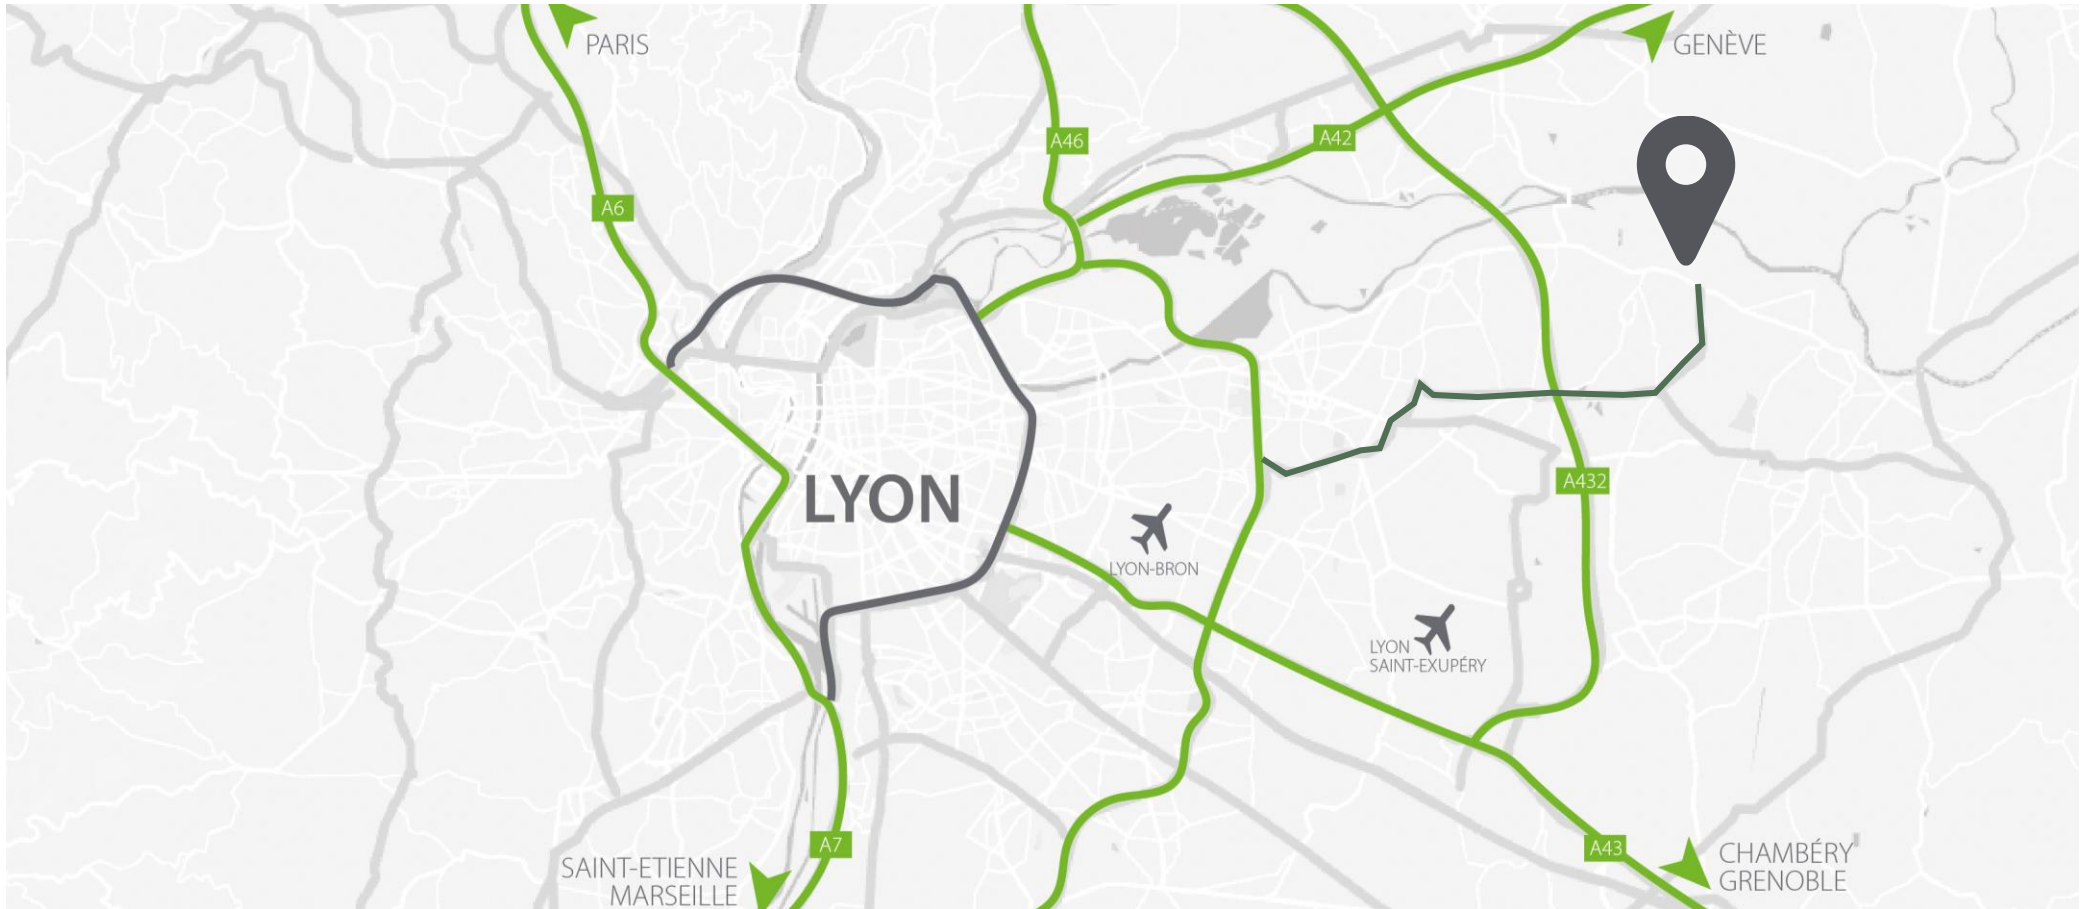 PARIS
GENÈVE
A46
A42
A6
LYON
A432
LYON-BRON
LYON
SAINT-EXUPÉRY
A7
A43
SAINT-ETIENNE
MARSEILLE
CHAMBÉRY
GRENOBLE